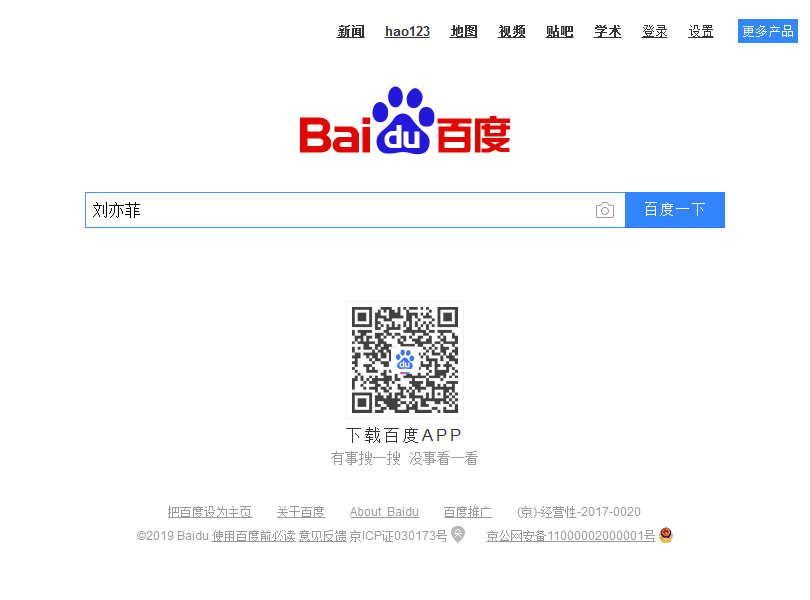 新闻 hao123 地图 视频 贴吧 学术 登录 设置 更多产品
Bai du 百度
刘亦菲 百度一下
du
下载百度APP
有事搜一搜 没事看一看
把百度设为主页 关于百度 About Baidu 百度推广 (京)-经营性-2017-0020
©2019 Baidu 使用百度前必读 意见反馈 京ICP证030173号 京公网安备11000002000001号